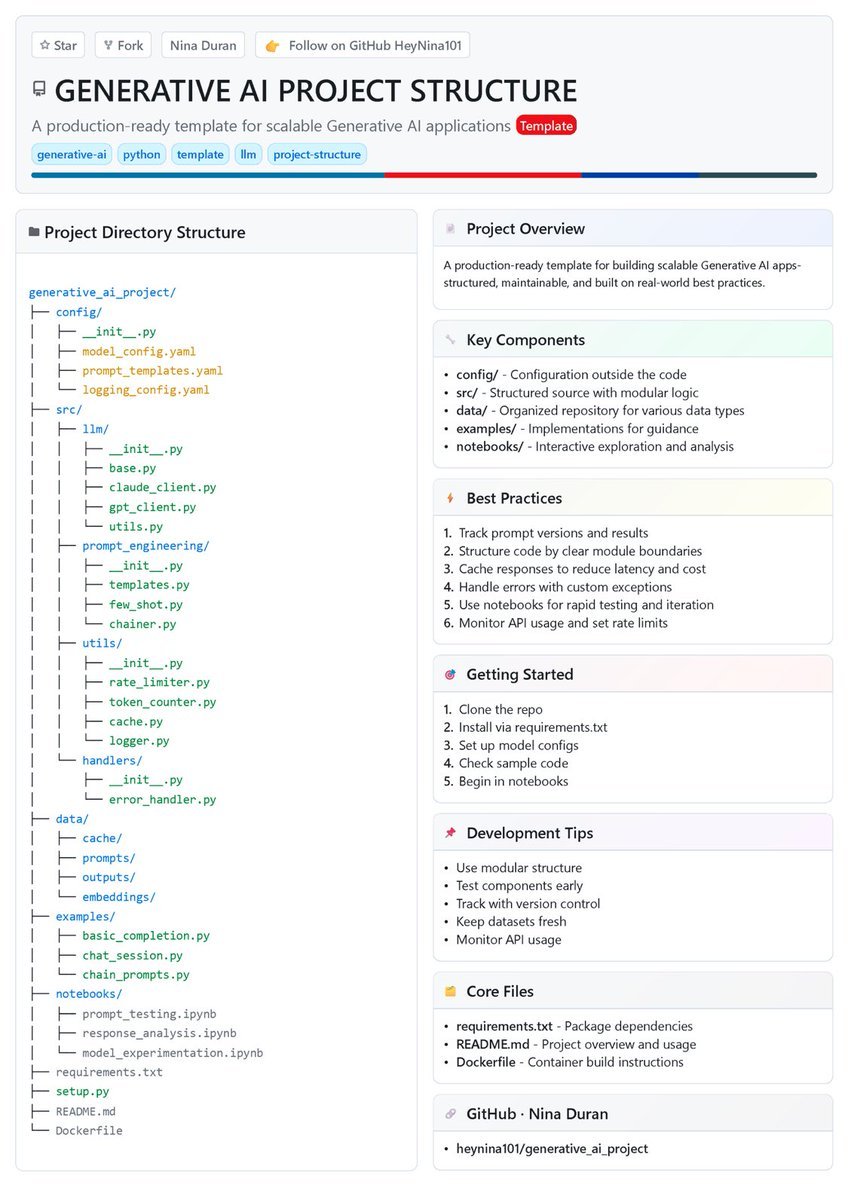 Star Fork Nina Duran 👉 Follow on GitHub HeyNina101
GENERATIVE AI PROJECT STRUCTURE
A production-ready template for scalable Generative AI applications Template
generative-ai python template llm project-structure
Project Directory Structure
generative_ai_project/
├── config/
│   ├── __init__.py
│   ├── model_config.yaml
│   ├── prompt_templates.yaml
│   └── logging_config.yaml
├── src/
│   ├── llm/
│   │   ├── __init__.py
│   │   ├── base.py
│   │   ├── claude_client.py
│   │   ├── gpt_client.py
│   │   └── utils.py
│   ├── prompt_engineering/
│   │   ├── __init__.py
│   │   ├── templates.py
│   │   ├── few_shot.py
│   │   └── chainer.py
│   ├── utils/
│   │   ├── __init__.py
│   │   ├── rate_limiter.py
│   │   ├── token_counter.py
│   │   ├── cache.py
│   │   └── logger.py
│   └── handlers/
│       ├── __init__.py
│       └── error_handler.py
├── data/
│   ├── cache/
│   ├── prompts/
│   ├── outputs/
│   └── embeddings/
├── examples/
│   ├── basic_completion.py
│   ├── chat_session.py
│   └── chain_prompts.py
├── notebooks/
│   ├── prompt_testing.ipynb
│   ├── response_analysis.ipynb
│   └── model_experimentation.ipynb
├── requirements.txt
├── setup.py
├── README.md
└── Dockerfile
Project Overview
A production-ready template for building scalable Generative AI apps-
structured, maintainable, and built on real-world best practices.
Key Components
• config/ - Configuration outside the code
• src/ - Structured source with modular logic
• data/ - Organized repository for various data types
• examples/ - Implementations for guidance
• notebooks/ - Interactive exploration and analysis
Best Practices
1. Track prompt versions and results
2. Structure code by clear module boundaries
3. Cache responses to reduce latency and cost
4. Handle errors with custom exceptions
5. Use notebooks for rapid testing and iteration
6. Monitor API usage and set rate limits
Getting Started
1. Clone the repo
2. Install via requirements.txt
3. Set up model configs
4. Check sample code
5. Begin in notebooks
Development Tips
• Use modular structure
• Test components early
• Track with version control
• Keep datasets fresh
• Monitor API usage
Core Files
• requirements.txt - Package dependencies
• README.md - Project overview and usage
• Dockerfile - Container build instructions
GitHub · Nina Duran
• heynina101/generative_ai_project